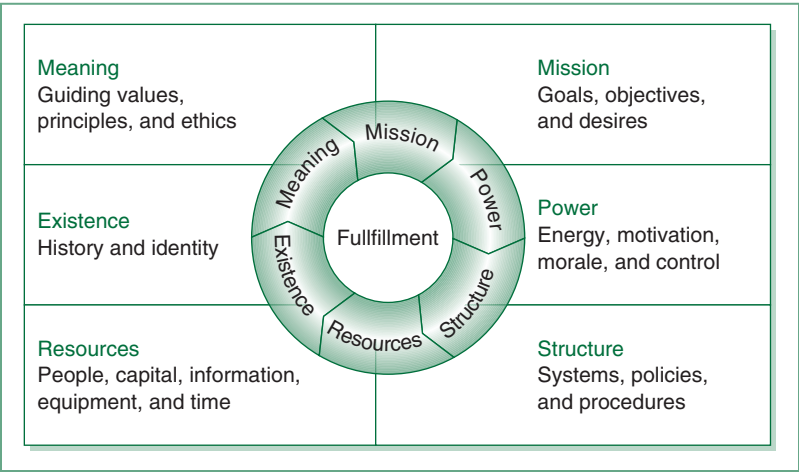 Meaning
Guiding values,
principles, and ethics
Mission
Goals, objectives,
and desires
Existence
History and identity
Power
Energy, motivation,
morale, and control
Resources
People, capital, information,
equipment, and time
Structure
Systems, policies,
and procedures
Mission
Power
Structure
Resources
Existence
Meaning
Fullfillment